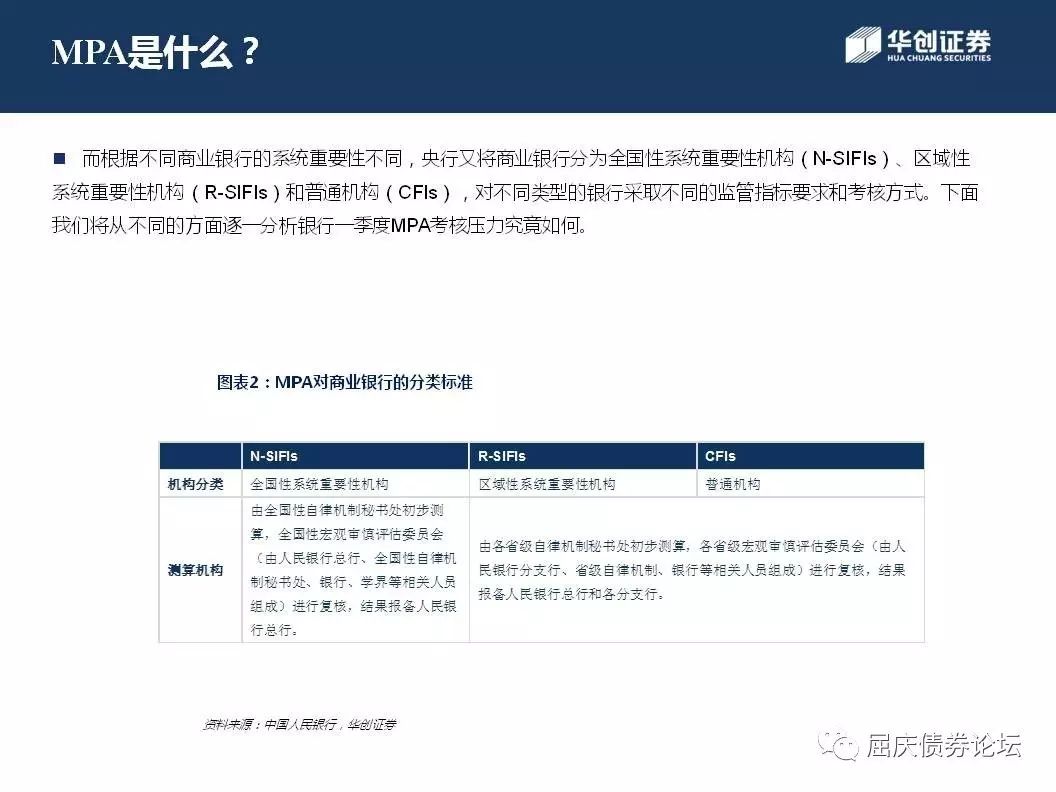 MPA是什么？
华创证券
HUA CHUANG SECURITIES
■ 而根据不同商业银行的系统重要性不同，央行又将商业银行分为全国性系统重要性机构（N-SIFIs）、区域性
系统重要性机构（R-SIFIs）和普通机构（CFIs），对不同类型的银行采取不同的监管指标要求和考核方式。下面
我们将从不同的方面逐一分析银行一季度MPA考核压力究竟如何。
图表2：MPA对商业银行的分类标准
N-SIFIs R-SIFIs CFIs
机构分类 全国性系统重要性机构 区域性系统重要性机构 普通机构
测算机构
由全国性自律机制秘书处初步测
算，全国性宏观审慎评估委员会
（由人民银行总行、全国性自律机
制秘书处、银行、学界等相关人员
组成）进行复核，结果报备人民银
行总行。
由各省级自律机制秘书处初步测算，各省级宏观审慎评估委员会（由人
民银行分支行、省级自律机制、银行等相关人员组成）进行复核，结果
报备人民银行总行和各分支行。
资料来源：中国人民银行，华创证券
屈庆债券论坛